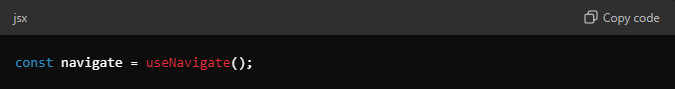 jsx
Copy code
const navigate = useNavigate();